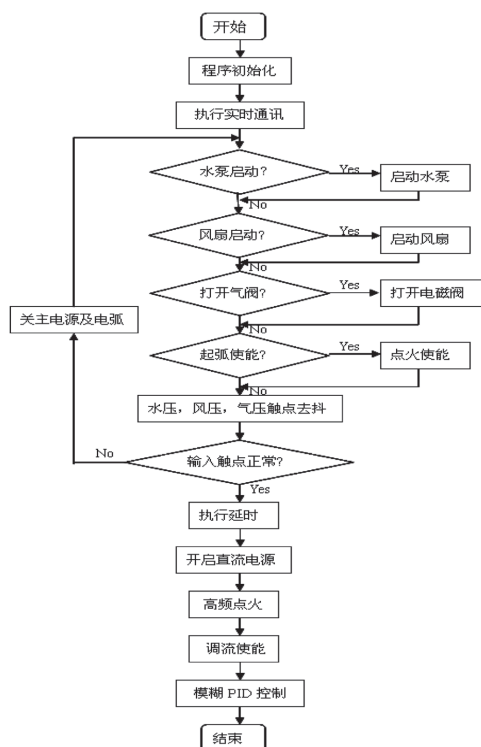 开始
程序初始化
执行实时通讯
水泵启动?
Yes
启动水泵
No
风扇启动?
Yes
启动风扇
No
打开气阀?
Yes
打开电磁阀
No
关主电源及电弧
起弧使能?
Yes
点火使能
No
水压，风压，气压触点去抖
No
输入触点正常?
Yes
执行延时
开启直流电源
高频点火
调流使能
模糊 PID 控制
结束